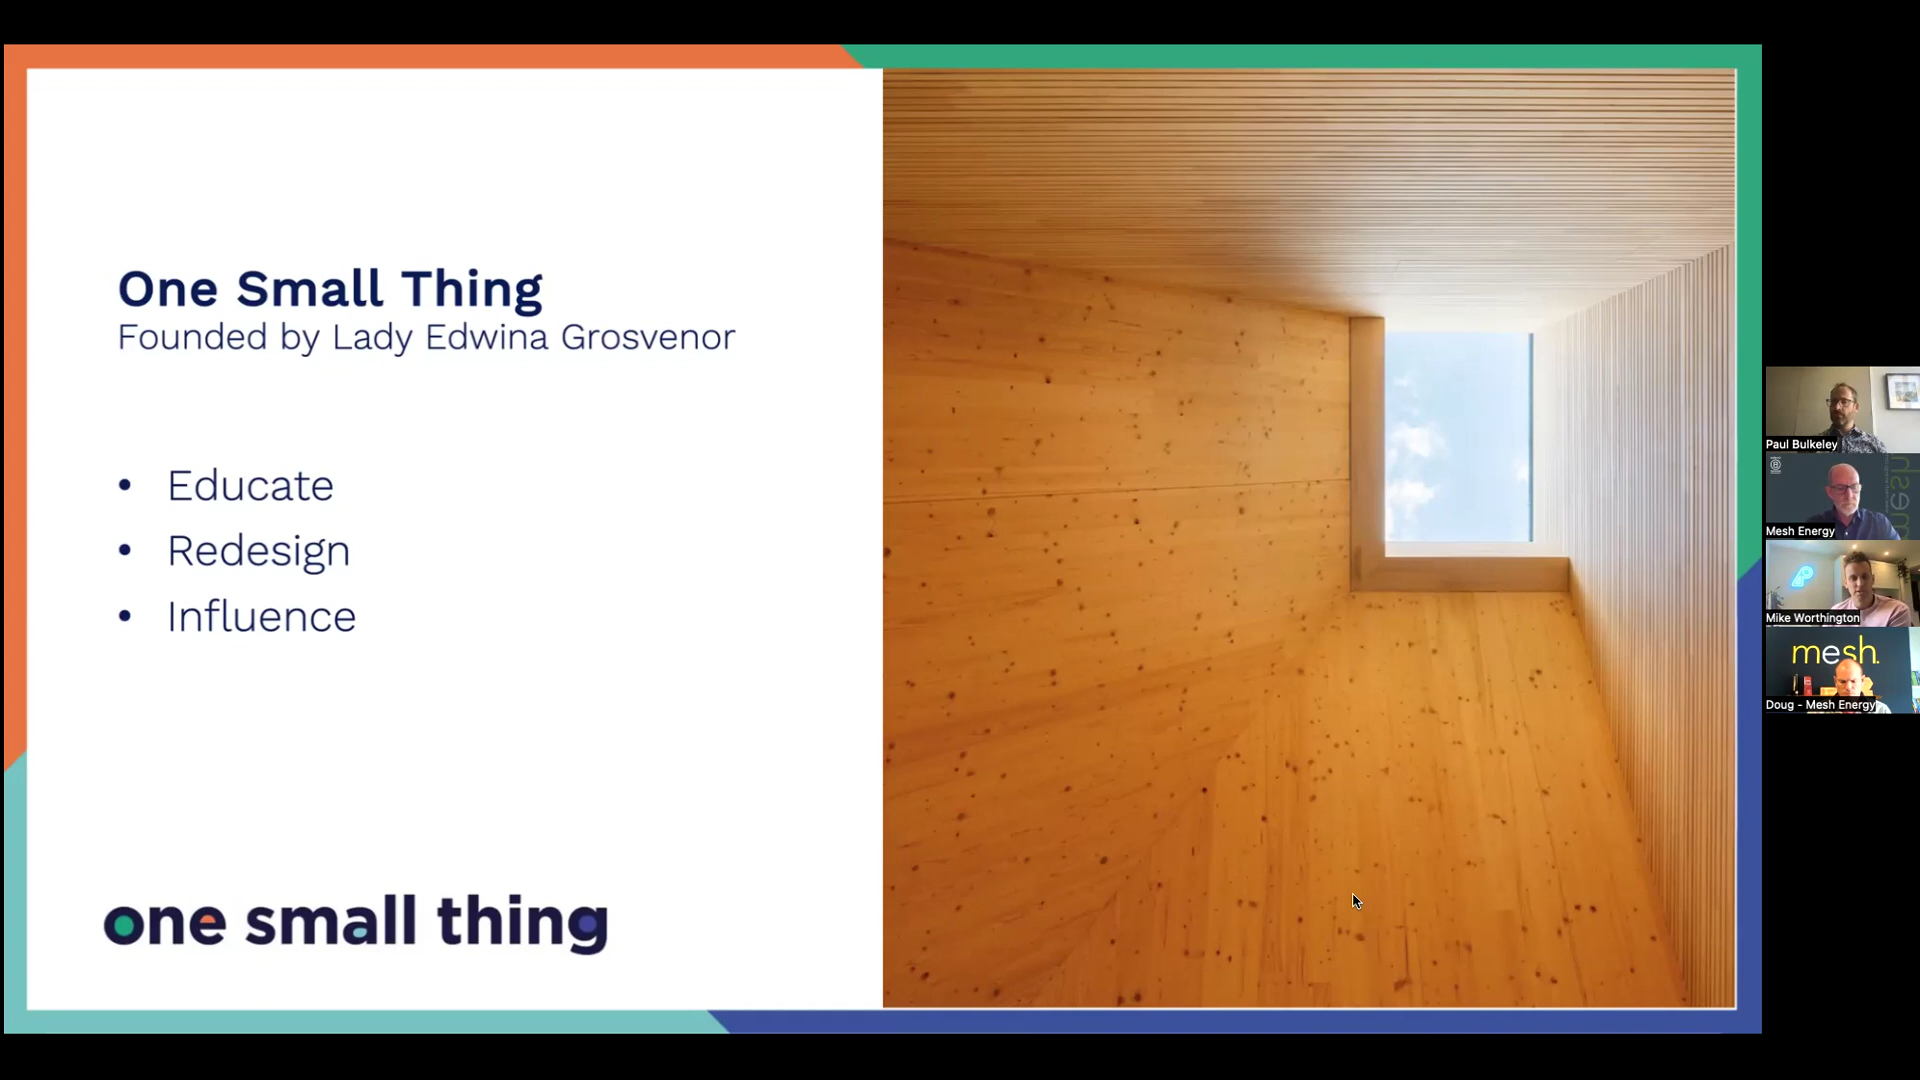 One Small Thing
Founded by Lady Edwina Grosvenor
• Educate
• Redesign
• Influence
one small thing
Paul Bulkeley
mesh
Mesh Energy
Mike Worthington
mesh.
Doug - Mesh Energy